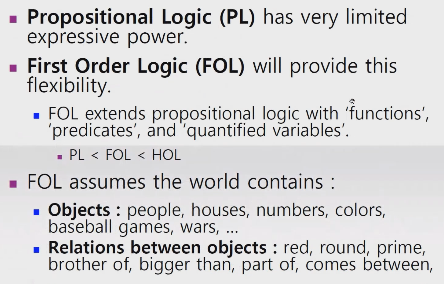 Propositional Logic (PL) has very limited
expressive power.
First Order Logic (FOL) will provide this
flexibility.
FOL extends propositional logic with 'functions',
'predicates', and 'quantified variables'.
PL < FOL < HOL
FOL assumes the world contains :
Objects : people, houses, numbers, colors,
baseball games, wars, ...
Relations between objects : red, round, prime,
brother of, bigger than, part of, comes between,